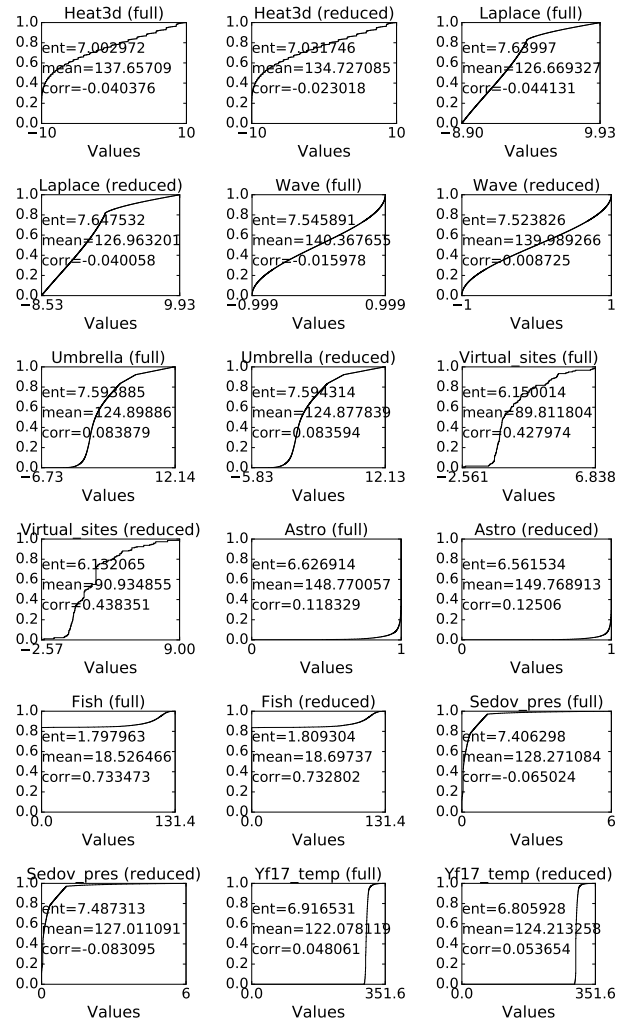 Heat3d (full)
1.0
0.8
0.6
0.4
0.2
0.0
ent=7.002972
mean=137.65709
corr=-0.040376
−10
10
Values
Heat3d (reduced)
1.0
0.8
0.6
0.4
0.2
0.0
ent=7.031746
mean=134.727085
corr=-0.023018
−10
10
Values
Laplace (full)
1.0
0.8
0.6
0.4
0.2
0.0
ent=7.63997
mean=126.669327
corr=-0.044131
−8.90
9.93
Values
Laplace (reduced)
1.0
0.8
0.6
0.4
0.2
0.0
ent=7.647532
mean=126.963201
corr=-0.040058
−8.53
9.93
Values
Wave (full)
1.0
0.8
0.6
0.4
0.2
0.0
ent=7.545891
mean=140.367655
corr=-0.015978
−0.999
0.999
Values
Wave (reduced)
1.0
0.8
0.6
0.4
0.2
0.0
ent=7.523826
mean=139.989266
corr=0.008725
−1
1
Values
Umbrella (full)
1.0
0.8
0.6
0.4
0.2
0.0
ent=7.593885
mean=124.89886
corr=0.083879
−6.73
12.14
Values
Umbrella (reduced)
1.0
0.8
0.6
0.4
0.2
0.0
ent=7.594314
mean=124.877839
corr=0.083594
−5.83
12.13
Values
Virtual_sites (full)
1.0
0.8
0.6
0.4
0.2
0.0
ent=6.150014
mean=89.811804
corr=0.427974
−2.561
6.838
Values
Virtual_sites (reduced)
1.0
0.8
0.6
0.4
0.2
0.0
ent=6.132065
mean=90.934855
corr=0.438351
−2.57
9.00
Values
Astro (full)
1.0
0.8
0.6
0.4
0.2
0.0
ent=6.626914
mean=148.770057
corr=0.118329
0
1
Values
Astro (reduced)
1.0
0.8
0.6
0.4
0.2
0.0
ent=6.561534
mean=149.768913
corr=0.12506
0
1
Values
Fish (full)
1.0
0.8
0.6
0.4
0.2
0.0
ent=1.797963
mean=18.526466
corr=0.733473
0.0
131.4
Values
Fish (reduced)
1.0
0.8
0.6
0.4
0.2
0.0
ent=1.809304
mean=18.69737
corr=0.732802
0.0
131.4
Values
Sedov_pres (full)
1.0
0.8
0.6
0.4
0.2
0.0
ent=7.406298
mean=128.271084
corr=-0.065024
0
6
Values
Sedov_pres (reduced)
1.0
0.8
0.6
0.4
0.2
0.0
ent=7.487313
mean=127.011091
corr=-0.083095
0
6
Values
Yf17_temp (full)
1.0
0.8
0.6
0.4
0.2
0.0
ent=6.916531
mean=122.078119
corr=0.048061
0.0
351.6
Values
Yf17_temp (reduced)
1.0
0.8
0.6
0.4
0.2
0.0
ent=6.805928
mean=124.213258
corr=0.053654
0.0
351.6
Values